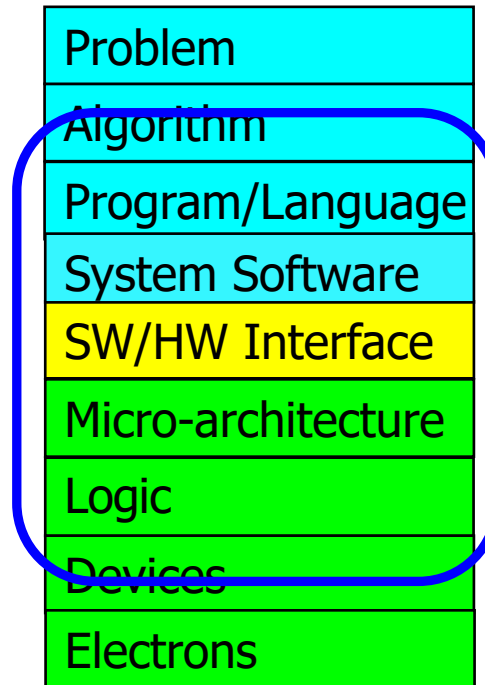 Problem
Algorithm
Program/Language
System Software
SW/HW Interface
Micro-architecture
Logic
Devices
Electrons